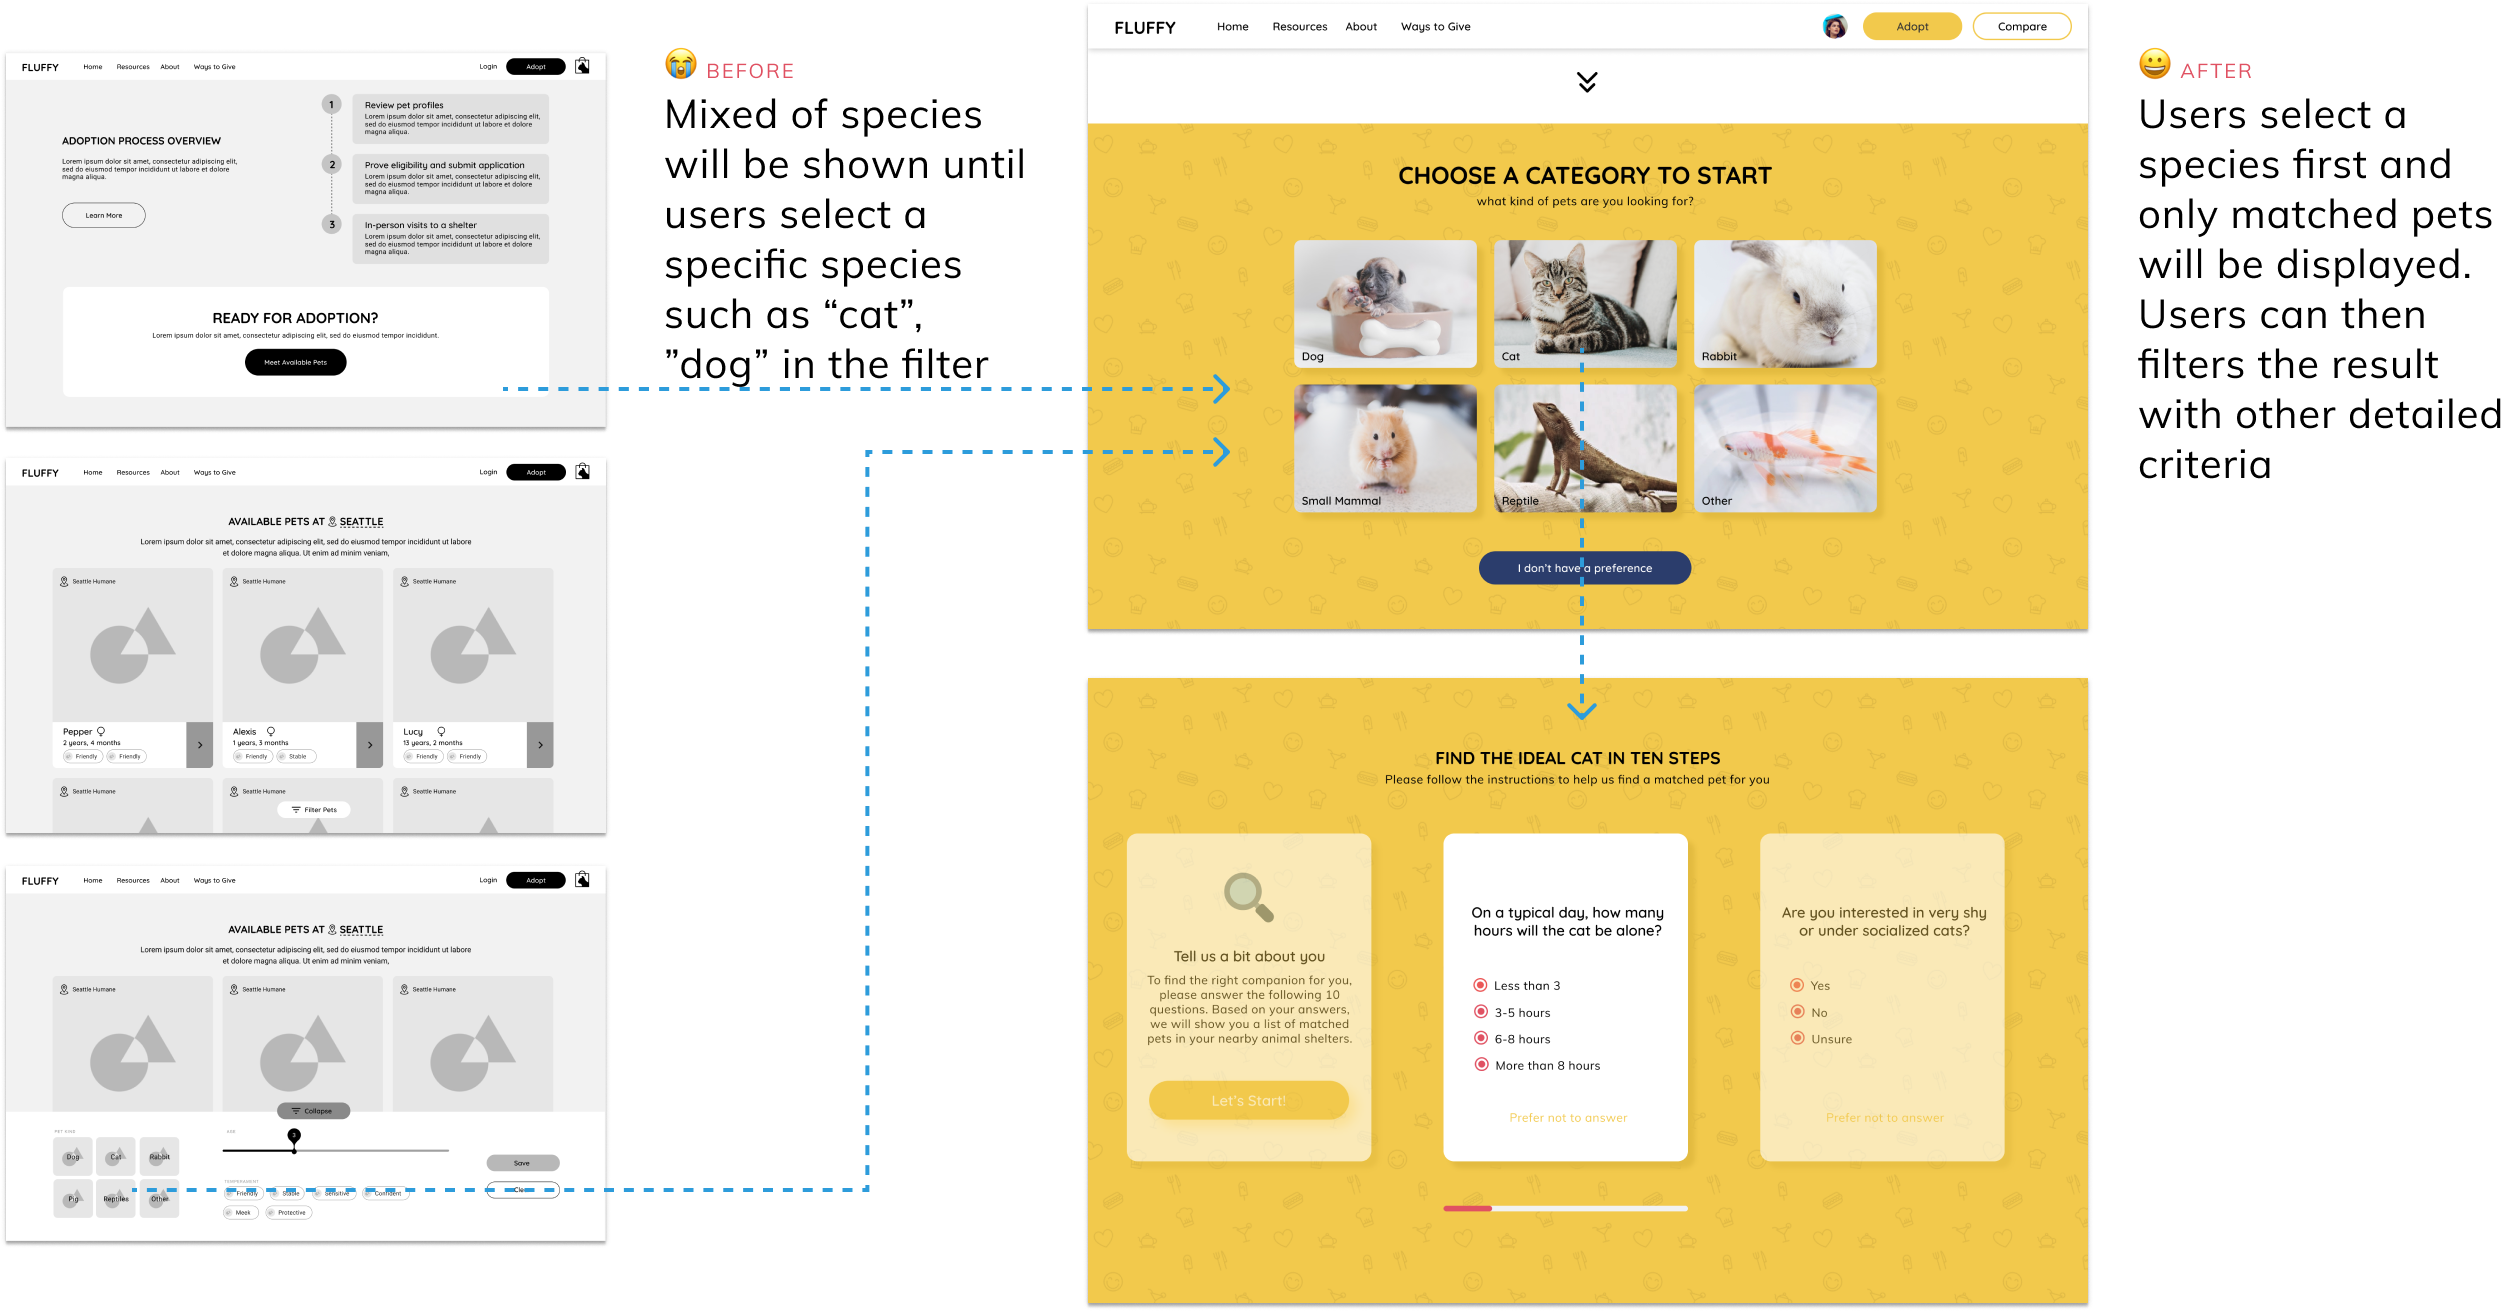 FLUFFY
Home Resources About Ways to Give
Login Adopt
ADOPTION PROCESS OVERVIEW
Lorem ipsum dolor sit amet, consectetur adipiscing elit,
sed do eiusmod tempor incididunt ut labore et dolore
magna aliqua.
Learn More
1
Review pet profiles
Lorem ipsum dolor sit amet, consectetur adipiscing elit,
sed do eiusmod tempor incididunt ut labore et dolore
magna aliqua.
2
Prove eligibility and submit application
Lorem ipsum dolor sit amet, consectetur adipiscing elit,
sed do eiusmod tempor incididunt ut labore et dolore
magna aliqua.
3
In-person visits to a shelter
Lorem ipsum dolor sit amet, consectetur adipiscing elit,
sed do eiusmod tempor incididunt ut labore et dolore
magna aliqua.
READY FOR ADOPTION?
Lorem ipsum dolor sit amet, consectetur adipiscing elit, sed do eiusmod tempor incididunt.
Meet Available Pets
FLUFFY
Home Resources About Ways to Give
Login Adopt
AVAILABLE PETS AT SEATTLE
Lorem ipsum dolor sit amet, consectetur adipiscing elit, sed do eiusmod tempor incididunt ut labore
et dolore magna aliqua. Ut enim ad minim veniam,
Seattle Humane Seattle Humane Seattle Humane
Pepper
2 years, 4 months
Friendly Friendly
Alexis
1 years, 3 months
Friendly Stable
Lucy
13 years, 2 months
Friendly Friendly
Seattle Humane Seattle Humane Seattle Humane
Filter Pets
FLUFFY
Home Resources About Ways to Give
Login Adopt
AVAILABLE PETS AT SEATTLE
Lorem ipsum dolor sit amet, consectetur adipiscing elit, sed do eiusmod tempor incididunt ut labore
et dolore magna aliqua. Ut enim ad minim veniam,
Seattle Humane Seattle Humane Seattle Humane
Collapse
PET KIND
Dog Cat Rabbit
Pig Reptiles Other
AGE
3
TEMPERAMENT
Friendly Stable Sensitive Confident
Meek Protective
Save
BEFORE
Mixed of species
will be shown until
users select a
specific species
such as “cat”,
”dog” in the filter
FLUFFY
Home Resources About Ways to Give
Adopt Compare
CHOOSE A CATEGORY TO START
what kind of pets are you looking for?
Dog Cat Rabbit
Small Mammal Reptile Other
I don't have a preference
FIND THE IDEAL CAT IN TEN STEPS
Please follow the instructions to help us find a matched pet for you
Tell us a bit about you
To find the right companion for you,
please answer the following 10
questions. Based on your answers,
we will show you a list of matched
pets in your nearby animal shelters.
Let's Start!
On a typical day, how many
hours will the cat be alone?
Less than 3
3-5 hours
6-8 hours
More than 8 hours
Prefer not to answer
Are you interested in very shy
or under socialized cats?
Yes
No
Unsure
Prefer not to answer
AFTER
Users select a
species first and
only matched pets
will be displayed.
Users can then
filters the result
with other detailed
criteria